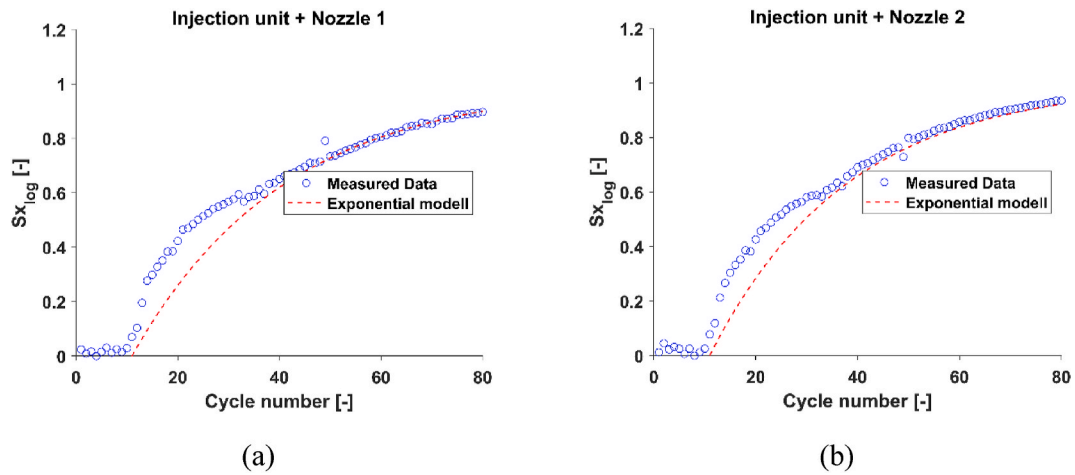 Injection unit + Nozzle 1
1.2
1
0.8
0.6
0.4
0.2
0
Sx_log [-]
Measured Data
Exponential modell
0 20 40 60 80
Cycle number [-]
(a)
Injection unit + Nozzle 2
1.2
1
0.8
0.6
0.4
0.2
0
Sx_log [-]
Measured Data
Exponential modell
0 20 40 60 80
Cycle number [-]
(b)